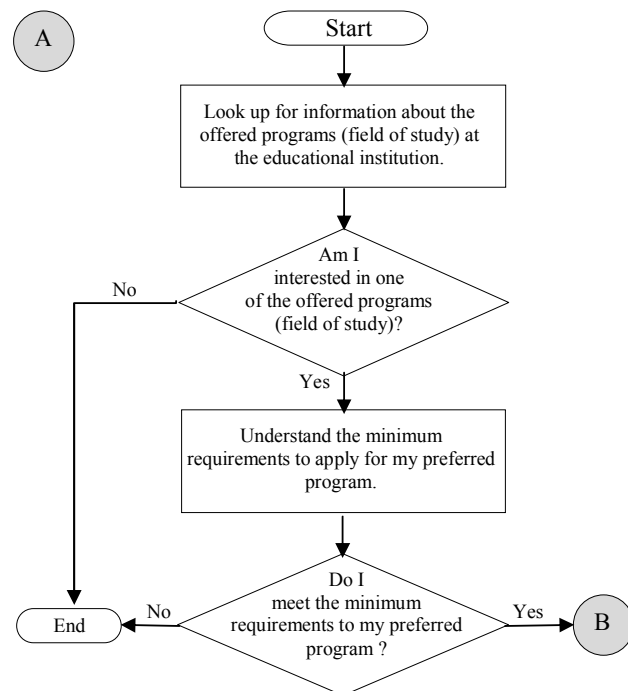 A
Start
Look up for information about the
offered programs (field of study) at
the educational institution.
Am I
interested in one
of the offered programs
(field of study)?
No
Yes
Understand the minimum
requirements to apply for my preferred
program.
Do I
meet the minimum
requirements to my preferred
program ?
No
Yes
End
B